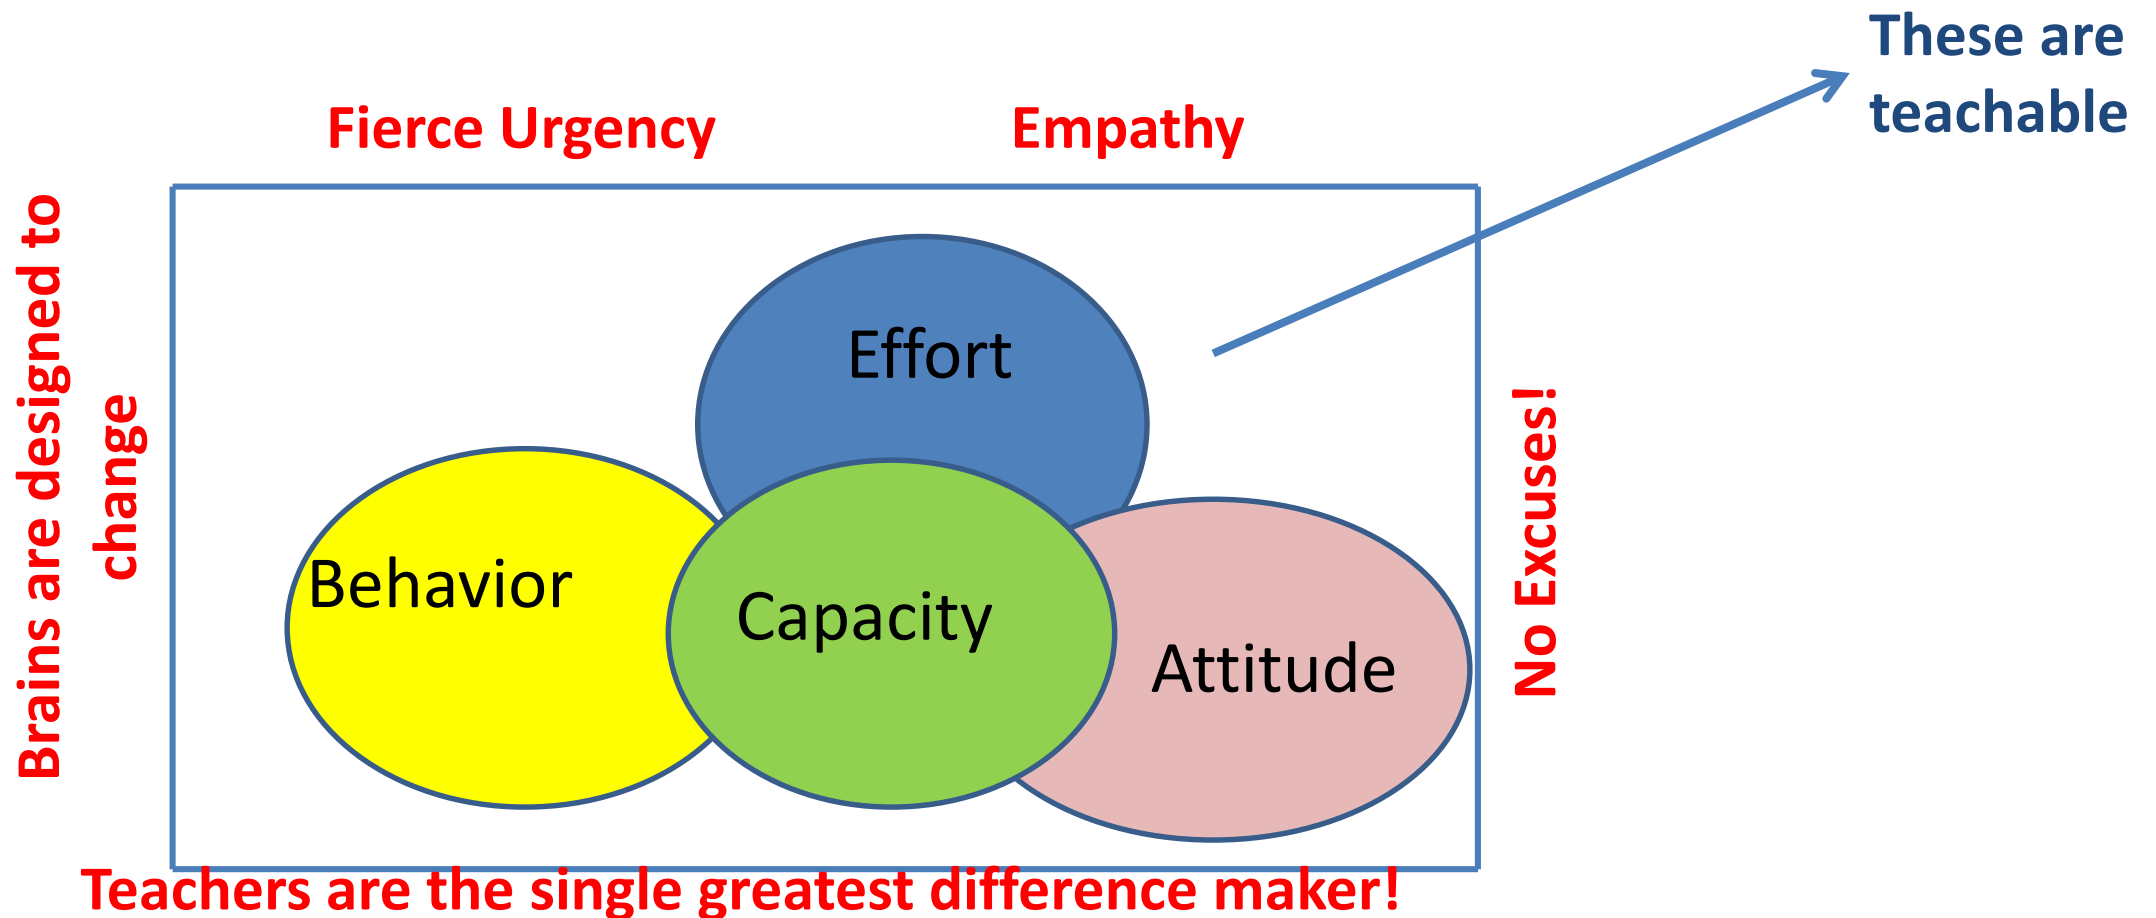 These are
teachable
Fierce Urgency
Empathy
Brains are designed to
change
Effort
Behavior
Capacity
Attitude
No Excuses!
Teachers are the single greatest difference maker!